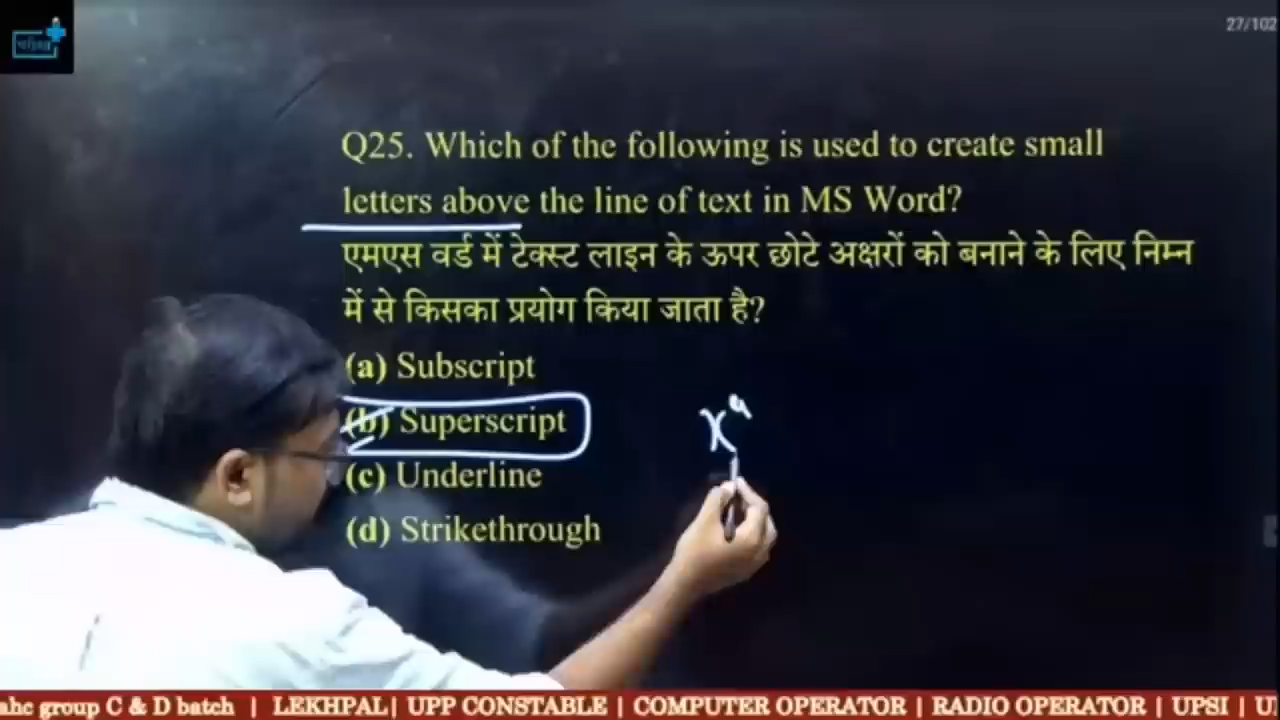 27/102
Q25. Which of the following is used to create small
letters above the line of text in MS Word?
एमएस वर्ड में टेक्स्ट लाइन के ऊपर छोटे अक्षरों को बनाने के लिए निम्न
में से किसका प्रयोग किया जाता है?
(a) Subscript
(b) Superscript
(c) Underline
(d) Strikethrough
ahc group C & D batch | LEKHPAL| UPP CONSTABLE | COMPUTER OPERATOR | RADIO OPERATOR | UPSI | U